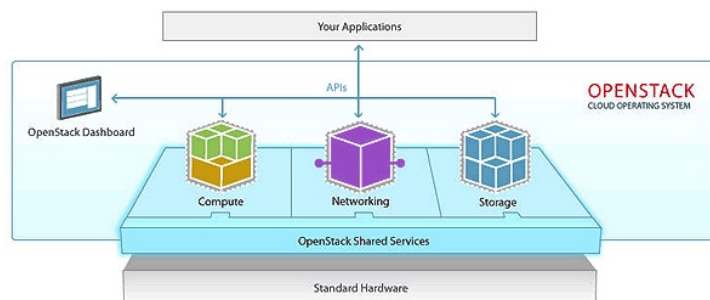 Your Applications
APIs
OPENSTACK
CLOUD OPERATING SYSTEM
OpenStack Dashboard
Compute
Networking
Storage
OpenStack Shared Services
Standard Hardware